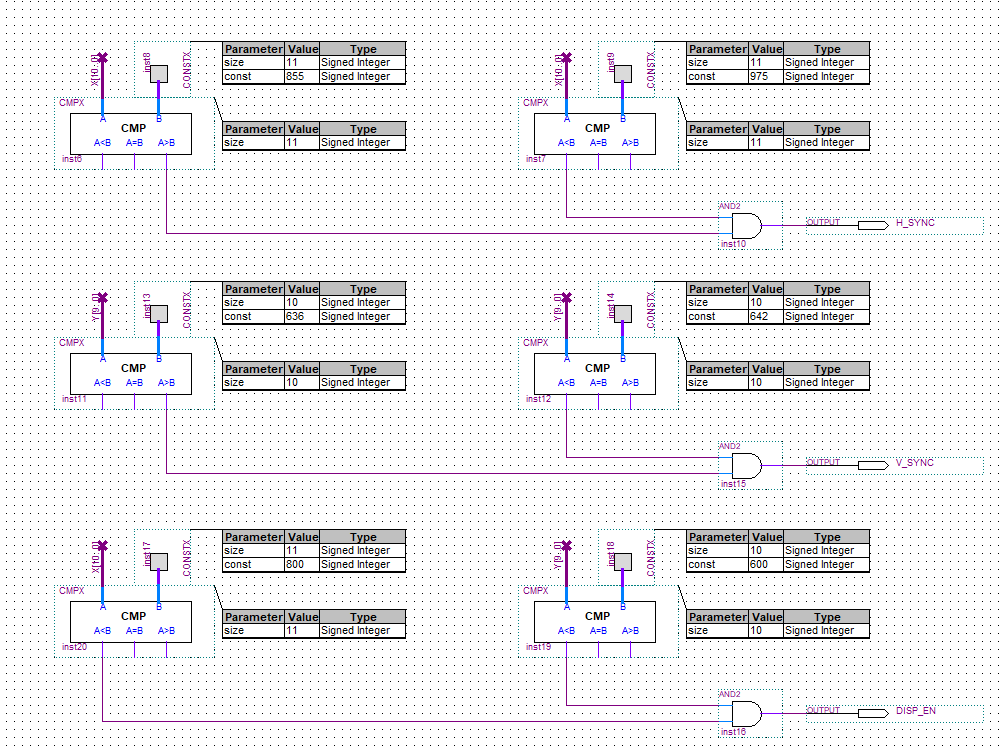 X[10..0]
inst8
CONSTX
Parameter Value Type
size 11 Signed Integer
const 855 Signed Integer
CMPX
A B
CMP
A<B A=B A>B
inst6
Parameter Value Type
size 11 Signed Integer
X[10..0]
inst9
CONSTX
Parameter Value Type
size 11 Signed Integer
const 975 Signed Integer
CMPX
A B
CMP
A<B A=B A>B
inst7
Parameter Value Type
size 11 Signed Integer
AND2
inst10
OUTPUT H_SYNC
Y[9..0]
inst13
CONSTX
Parameter Value Type
size 10 Signed Integer
const 636 Signed Integer
CMPX
A B
CMP
A<B A=B A>B
inst11
Parameter Value Type
size 10 Signed Integer
Y[9..0]
inst14
CONSTX
Parameter Value Type
size 10 Signed Integer
const 642 Signed Integer
CMPX
A B
CMP
A<B A=B A>B
inst12
Parameter Value Type
size 10 Signed Integer
AND2
inst15
OUTPUT V_SYNC
X[10..0]
inst17
CONSTX
Parameter Value Type
size 11 Signed Integer
const 800 Signed Integer
CMPX
A B
CMP
A<B A=B A>B
inst20
Parameter Value Type
size 11 Signed Integer
Y[9..0]
inst18
CONSTX
Parameter Value Type
size 10 Signed Integer
const 600 Signed Integer
CMPX
A B
CMP
A<B A=B A>B
inst19
Parameter Value Type
size 10 Signed Integer
AND2
inst16
OUTPUT DISP_EN